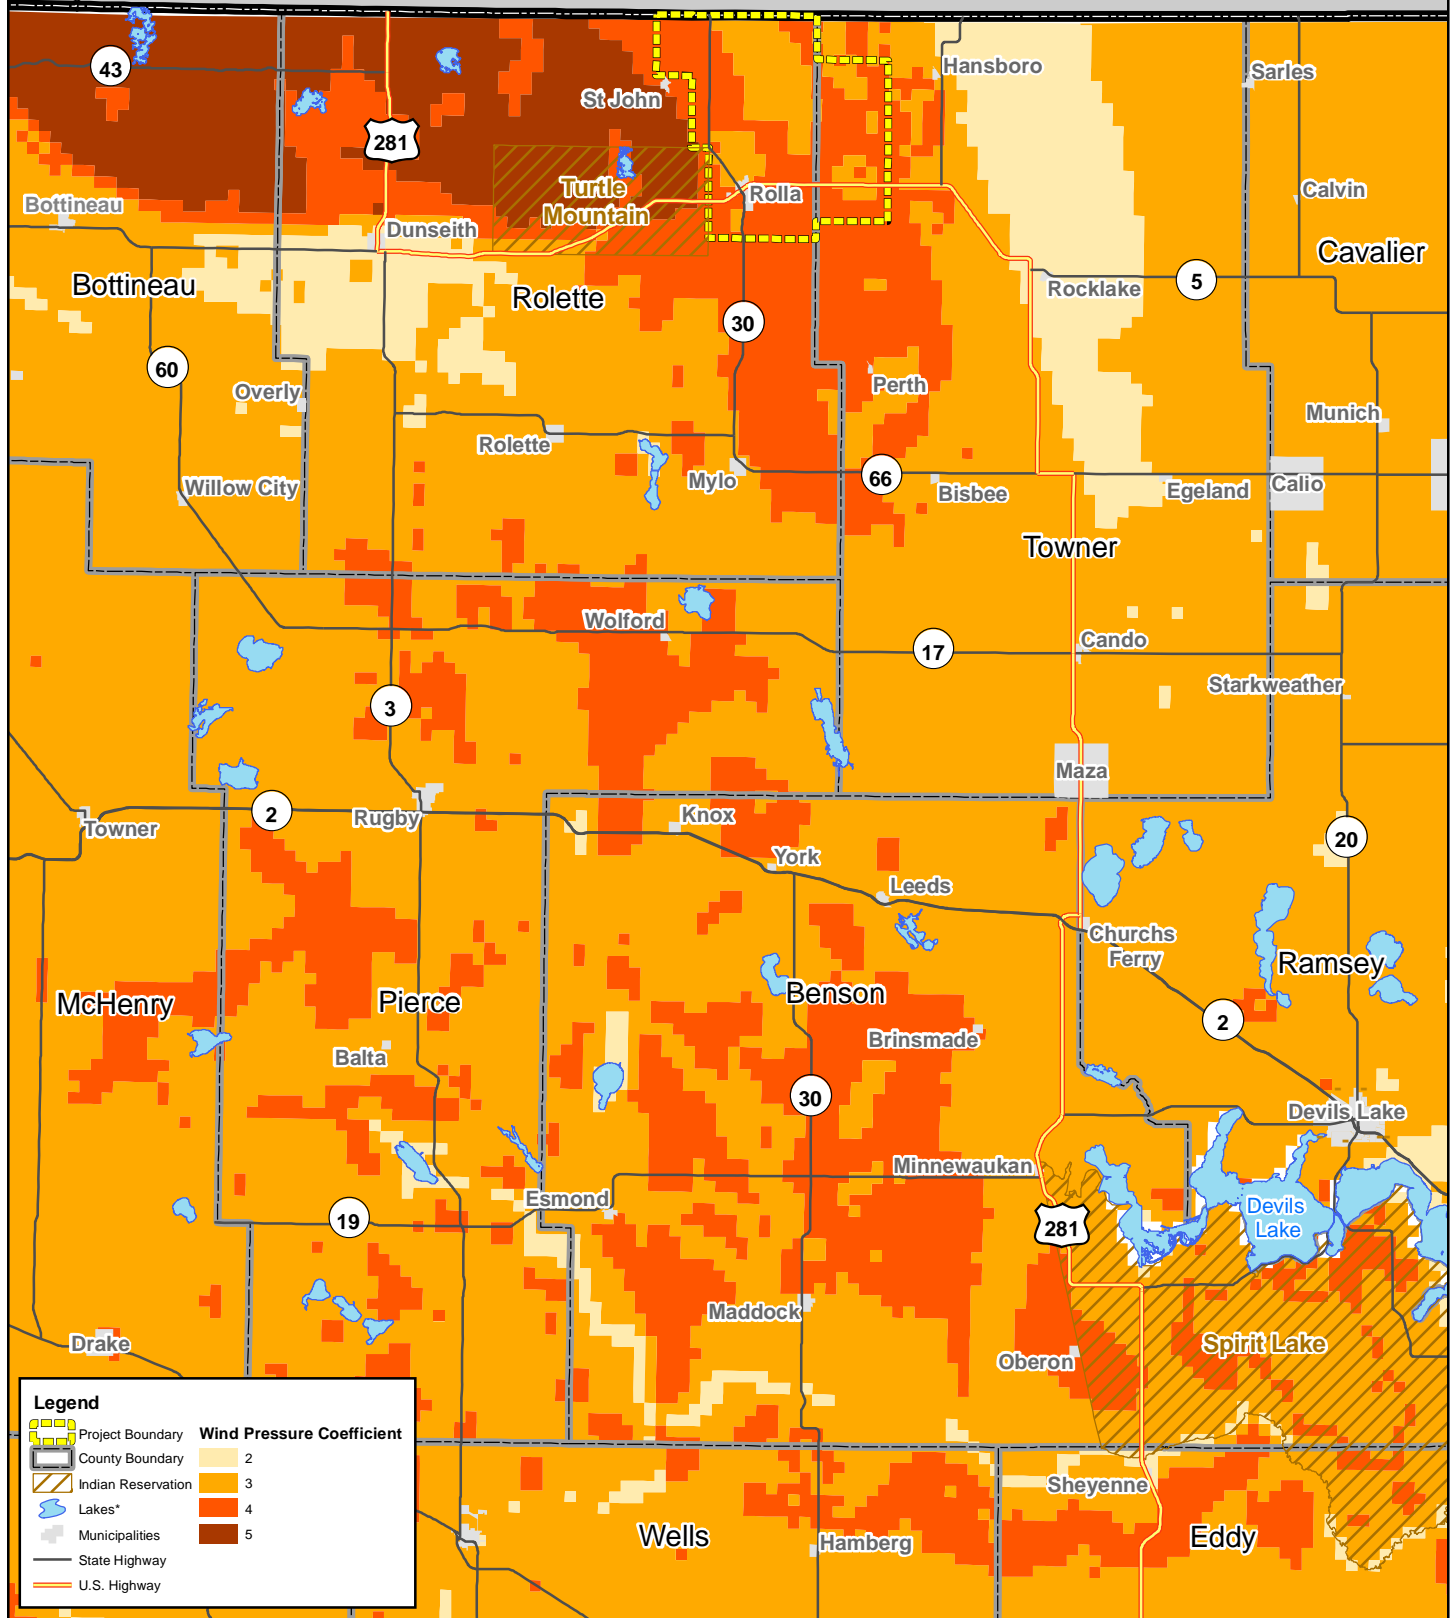 43
Hansboro
Sarles
St John
281
Turtle
Mountain
Rolla
Calvin
Bottineau
Dunseith
Cavalier
Bottineau
Rolette
Rocklake
5
30
60
Overly
Perth
Munich
Rolette
Mylo
66
Willow City
Bisbee
Egeland
Calio
Towner
Wolford
17
Cando
3
Starkweather
Maza
2
Towner
Rugby
Knox
20
York
Leeds
Churchs
Ferry
Ramsey
McHenry
Pierce
Benson
2
Brinsmade
Balta
30
Devils Lake
Minnewaukan
Esmond
19
281
Devils
Lake
Maddock
Drake
Oberon
Spirit Lake
Legend
Project Boundary
County Boundary
Indian Reservation
Lakes*
Municipalities
State Highway
U.S. Highway
Wind Pressure Coefficient
2
3
4
5
Sheyenne
Wells
Hamberg
Eddy